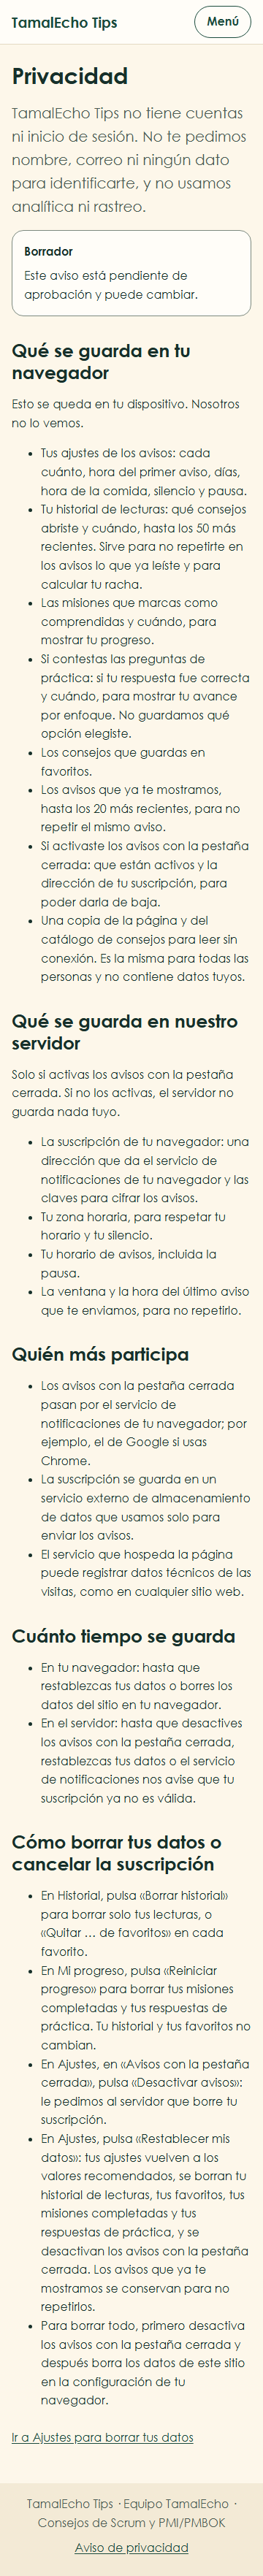 TamalEcho Tips
Menú
Privacidad
TamalEcho Tips no tiene cuentas
ni inicio de sesión. No te pedimos
nombre, correo ni ningún dato
para identificarte, y no usamos
analítica ni rastreo.
Borrador
Este aviso está pendiente de
aprobación y puede cambiar.
Qué se guarda en tu
navegador
Esto se queda en tu dispositivo. Nosotros
no lo vemos.
• Tus ajustes de los avisos: cada
cuánto, hora del primer aviso, días,
hora de la comida, silencio y pausa.
• Tu historial de lecturas: qué consejos
abriste y cuándo, hasta los 50 más
recientes. Sirve para no repetirte en
los avisos lo que ya leíste y para
calcular tu racha.
• Las misiones que marcas como
comprendidas y cuándo, para
mostrar tu progreso.
• Si contestas las preguntas de
práctica: si tu respuesta fue correcta
y cuándo, para mostrar tu avance
por enfoque. No guardamos qué
opción elegiste.
• Los consejos que guardas en
favoritos.
• Los avisos que ya te mostramos,
hasta los 20 más recientes, para no
repetir el mismo aviso.
• Si activaste los avisos con la pestaña
cerrada: que están activos y la
dirección de tu suscripción, para
poder darla de baja.
• Una copia de la página y del
catálogo de consejos para leer sin
conexión. Es la misma para todas las
personas y no contiene datos tuyos.
Qué se guarda en nuestro
servidor
Solo si activas los avisos con la pestaña
cerrada. Si no los activas, el servidor no
guarda nada tuyo.
• La suscripción de tu navegador: una
dirección que da el servicio de
notificaciones de tu navegador y las
claves para cifrar los avisos.
• Tu zona horaria, para respetar tu
horario y tu silencio.
• Tu horario de avisos, incluida la
pausa.
• La ventana y la hora del último aviso
que te enviamos, para no repetirlo.
Quién más participa
• Los avisos con la pestaña cerrada
pasan por el servicio de
notificaciones de tu navegador; por
ejemplo, el de Google si usas
Chrome.
• La suscripción se guarda en un
servicio externo de almacenamiento
de datos que usamos solo para
enviar los avisos.
• El servicio que hospeda la página
puede registrar datos técnicos de las
visitas, como en cualquier sitio web.
Cuánto tiempo se guarda
• En tu navegador: hasta que
restablezcas tus datos o borres los
datos del sitio en tu navegador.
• En el servidor: hasta que desactives
los avisos con la pestaña cerrada,
restablezcas tus datos o el servicio
de notificaciones nos avise que tu
suscripción ya no es válida.
Cómo borrar tus datos o
cancelar la suscripción
• En Historial, pulsa «Borrar historial»
para borrar solo tus lecturas, o
«Quitar … de favoritos» en cada
favorito.
• En Mi progreso, pulsa «Reiniciar
progreso» para borrar tus misiones
completadas y tus respuestas de
práctica. Tu historial y tus favoritos no
cambian.
• En Ajustes, en «Avisos con la pestaña
cerrada», pulsa «Desactivar avisos»:
le pedimos al servidor que borre tu
suscripción.
• En Ajustes, pulsa «Restablecer mis
datos»: tus ajustes vuelven a los
valores recomendados, se borran tu
historial de lecturas, tus favoritos, tus
misiones completadas y tus
respuestas de práctica, y se
desactivan los avisos con la pestaña
cerrada. Los avisos que ya te
mostramos se conservan para no
repetirlos.
• Para borrar todo, primero desactiva
los avisos con la pestaña cerrada y
después borra los datos de este sitio
en la configuración de tu
navegador.
Ir a Ajustes para borrar tus datos
TamalEcho Tips · Equipo TamalEcho ·
Consejos de Scrum y PMI/PMBOK
Aviso de privacidad